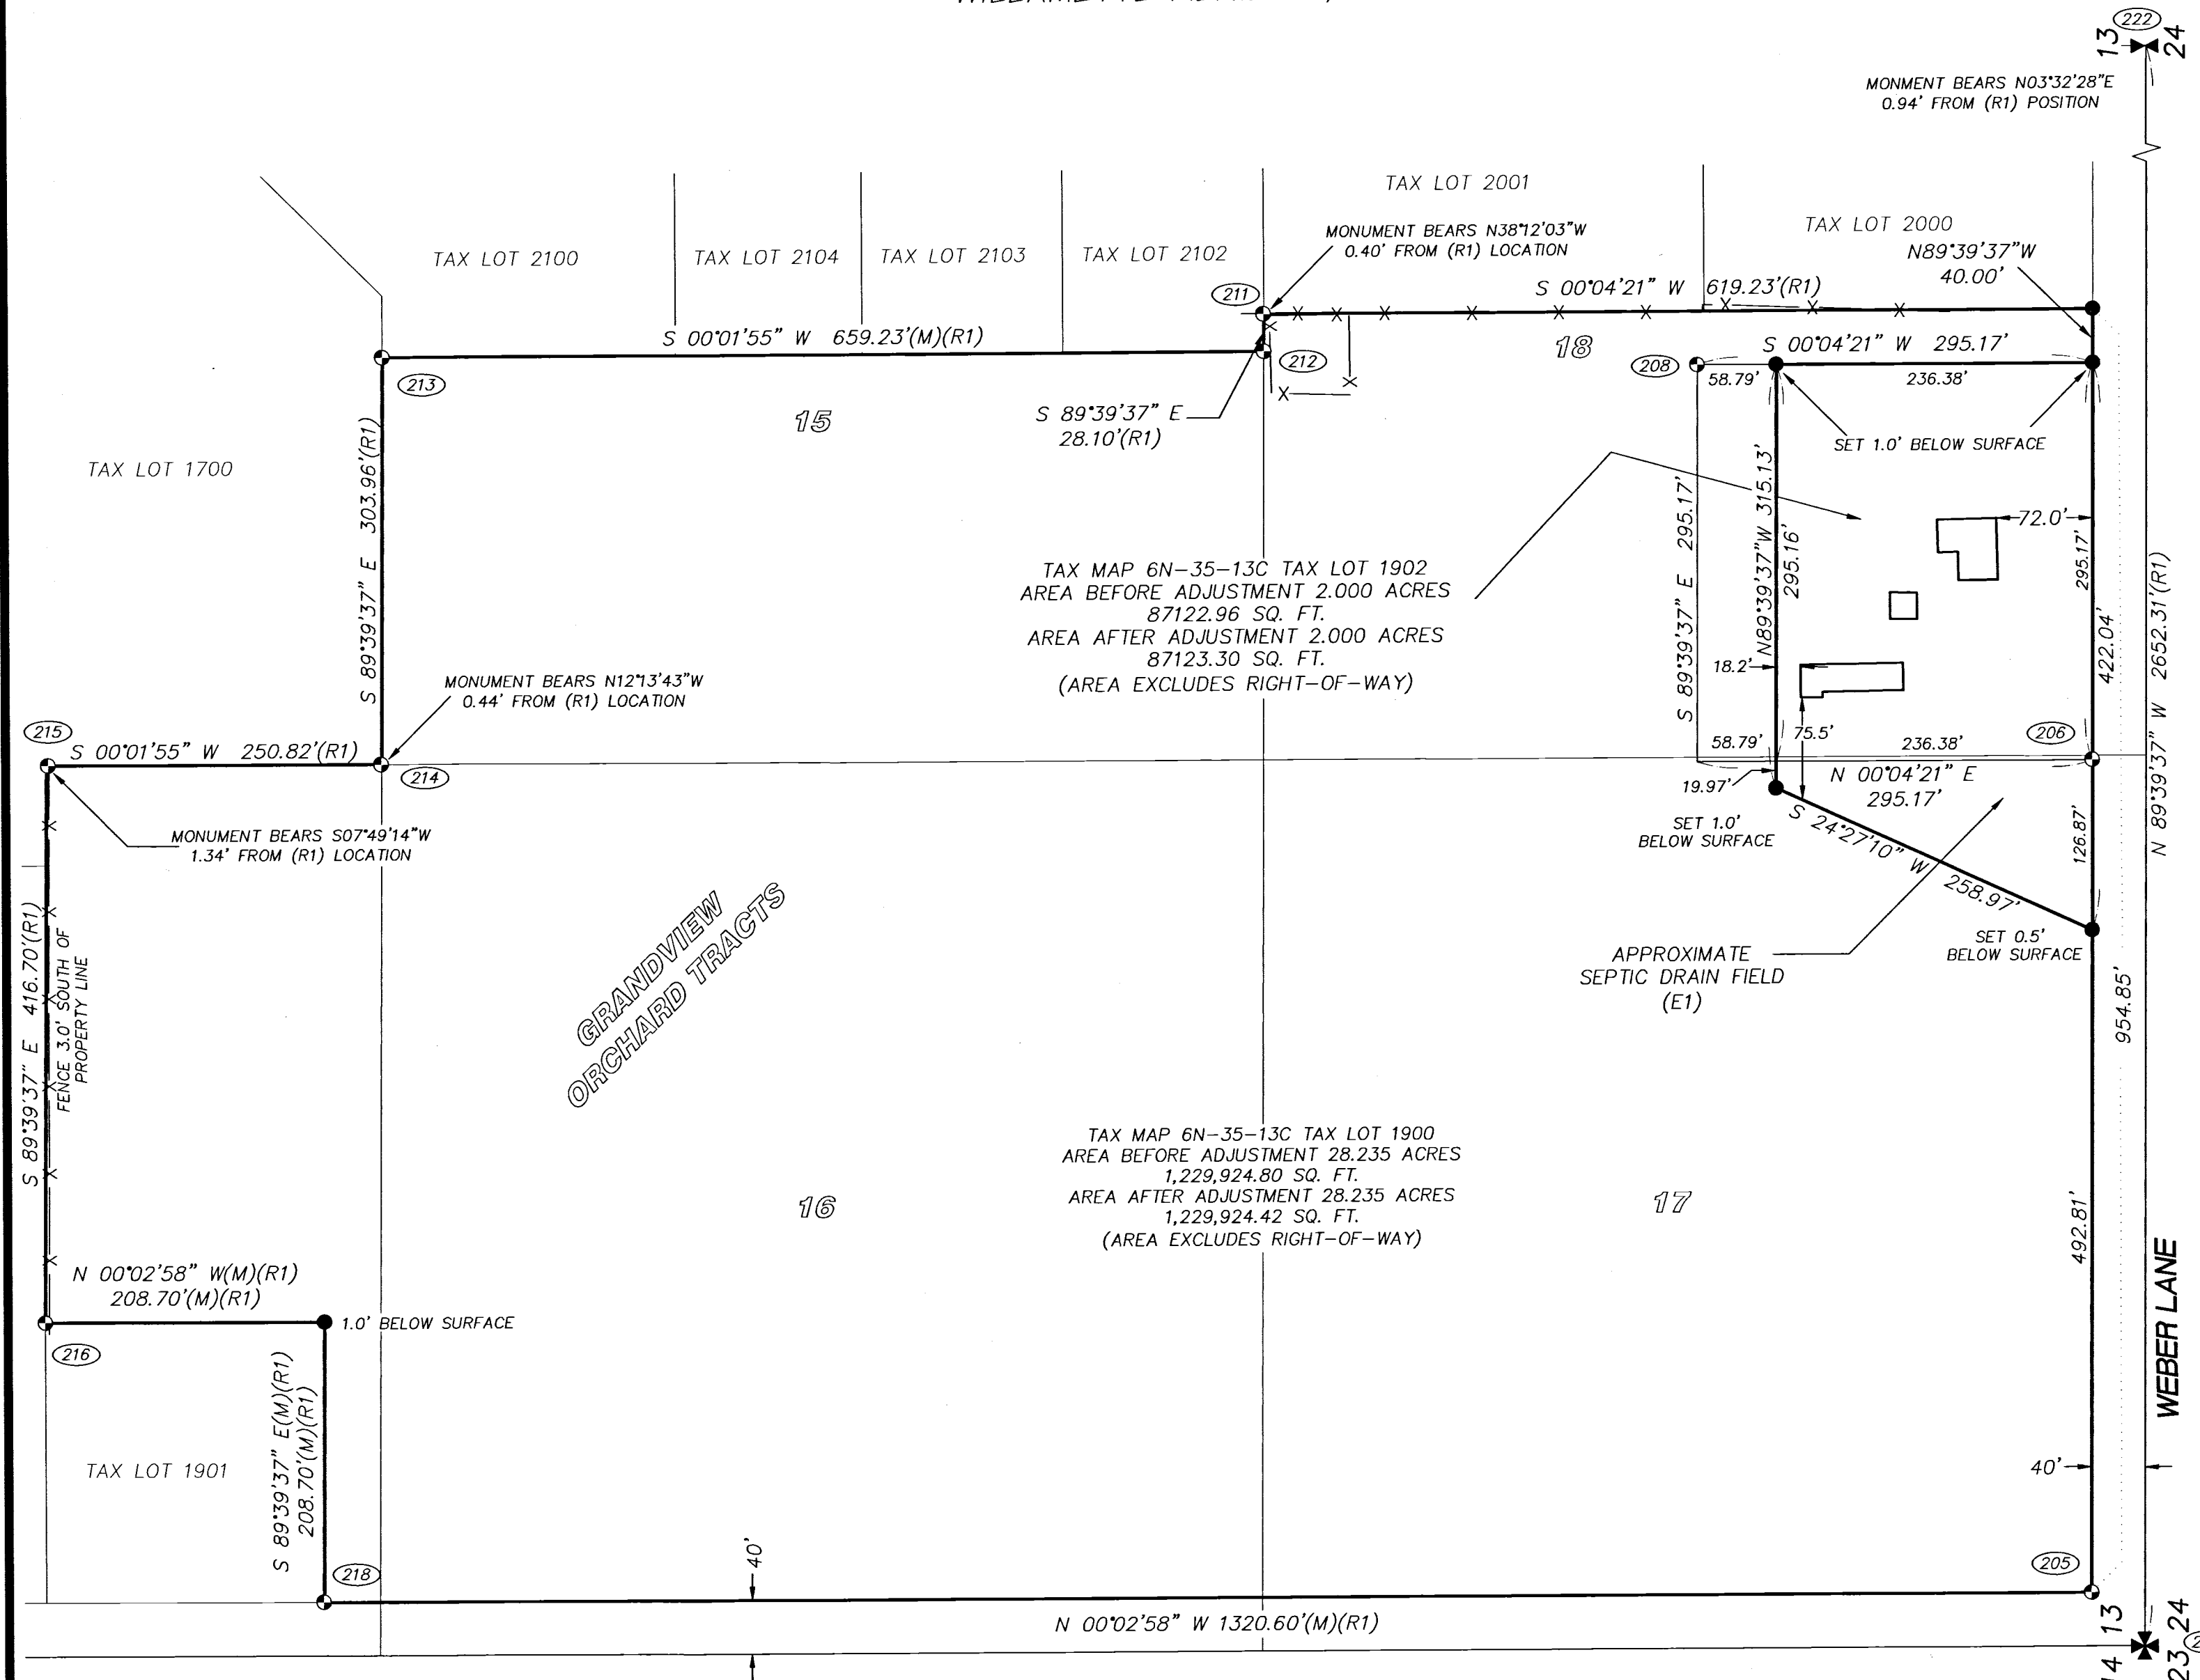 222
13
24
MONMENT BEARS N03°32'28"E
0.94' FROM (R1) POSITION
TAX LOT 2001
TAX LOT 2000
TAX LOT 2100
TAX LOT 2104
TAX LOT 2103
TAX LOT 2102
MONUMENT BEARS N38°12'03"W
0.40' FROM (R1) LOCATION
N89°39'37"W
40.00'
211
S 00°04'21" W 619.23'(R1)
S 00°01'55" W 659.23'(M)(R1)
212
18
S 00°04'21" W 295.17'
208
58.79'
236.38'
213
15
S 89°39'37" E
28.10'(R1)
SET 1.0' BELOW SURFACE
TAX LOT 1700
S 89°39'37" E 303.96'(R1)
S 89°39'37" E 295.17'
N89°39'37"W 315.13'
295.16'
72.0'
295.17'
422.04'
N 89°39'37" W 2652.31'(R1)
TAX MAP 6N-35-13C TAX LOT 1902
AREA BEFORE ADJUSTMENT 2.000 ACRES
87122.96 SQ. FT.
AREA AFTER ADJUSTMENT 2.000 ACRES
87123.30 SQ. FT.
(AREA EXCLUDES RIGHT-OF-WAY)
18.2'
MONUMENT BEARS N12°13'43"W
0.44' FROM (R1) LOCATION
215
S 00°01'55" W 250.82'(R1)
214
58.79'
75.5'
236.38'
206
19.97'
N 00°04'21" E
295.17'
SET 1.0'
BELOW SURFACE
S 24°27'10" W 258.97'
126.87'
MONUMENT BEARS S07°49'14"W
1.34' FROM (R1) LOCATION
S 89°39'37" E 416.70'(R1)
FENCE 3.0' SOUTH OF
PROPERTY LINE
GRANDVIEW
ORCHARD TRACTS
APPROXIMATE
SEPTIC DRAIN FIELD
(E1)
SET 0.5'
BELOW SURFACE
954.85'
TAX MAP 6N-35-13C TAX LOT 1900
AREA BEFORE ADJUSTMENT 28.235 ACRES
1,229,924.80 SQ. FT.
AREA AFTER ADJUSTMENT 28.235 ACRES
1,229,924.42 SQ. FT.
(AREA EXCLUDES RIGHT-OF-WAY)
16
17
492.81'
WEBER LANE
N 00°02'58" W(M)(R1)
208.70'(M)(R1)
1.0' BELOW SURFACE
216
S 89°39'37" E(M)(R1)
208.70'(M)(R1)
TAX LOT 1901
40'
218
40'
205
N 00°02'58" W 1320.60'(M)(R1)
14 13
23 24